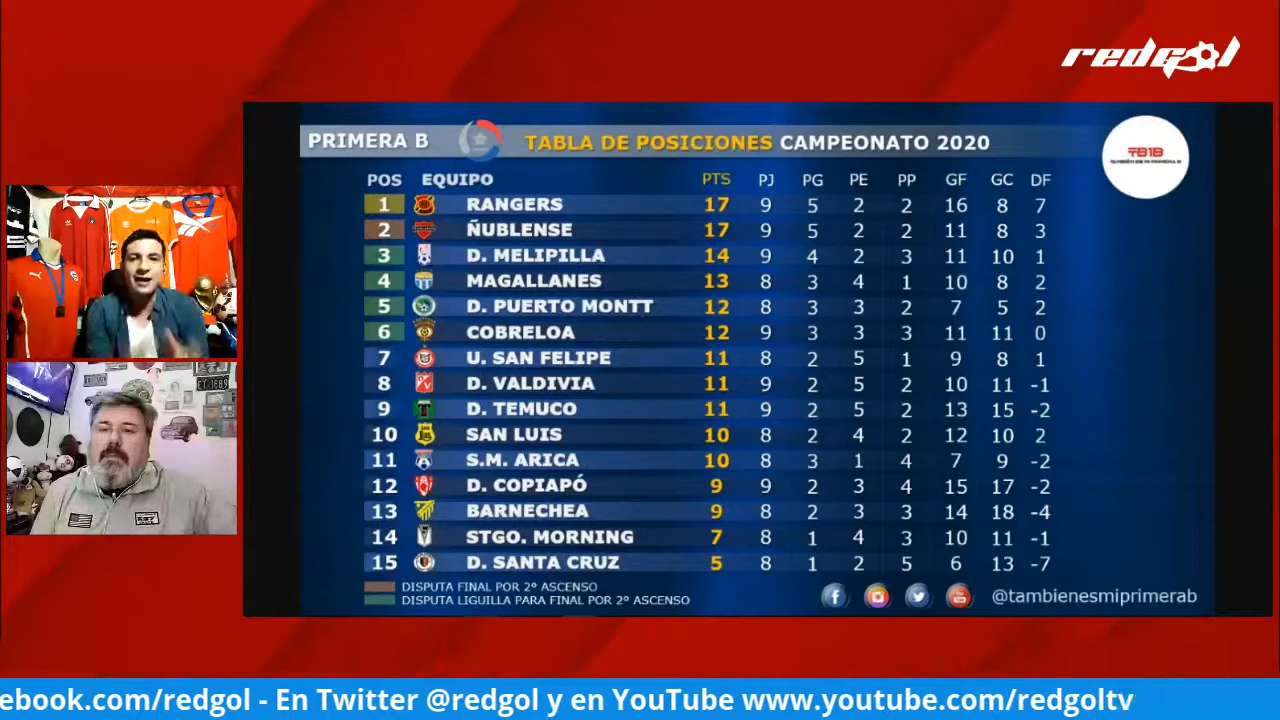 redgol
PRIMERA B TABLA DE POSICIONES CAMPEONATO 2020
TB1B
POS EQUIPO PTS PJ PG PE PP GF GC DF
1 RANGERS 17 9 5 2 2 16 8 7
2 ÑUBLENSE 17 9 5 2 2 11 8 3
3 D. MELIPILLA 14 9 4 2 3 11 10 1
4 MAGALLANES 13 8 3 4 1 10 8 2
5 D. PUERTO MONTT 12 8 3 3 2 7 5 2
6 COBRELOA 12 9 3 3 3 11 11 0
7 U. SAN FELIPE 11 8 2 5 1 9 8 1
8 D. VALDIVIA 11 9 2 5 2 10 11 -1
9 D. TEMUCO 11 9 2 5 2 13 15 -2
10 SAN LUIS 10 8 2 4 2 12 10 2
11 S.M. ARICA 10 8 3 1 4 7 9 -2
12 D. COPIAPÓ 9 9 2 3 4 15 17 -2
13 BARNECHEA 9 8 2 3 3 14 18 -4
14 STGO. MORNING 7 8 1 4 3 10 11 -1
15 D. SANTA CRUZ 5 8 1 2 5 6 13 -7
DISPUTA FINAL POR 2º ASCENSO
DISPUTA LIGUILLA PARA FINAL POR 2º ASCENSO
@tambienesmiprimerab
ebook.com/redgol - En Twitter @redgol y en YouTube www.youtube.com/redgoltv